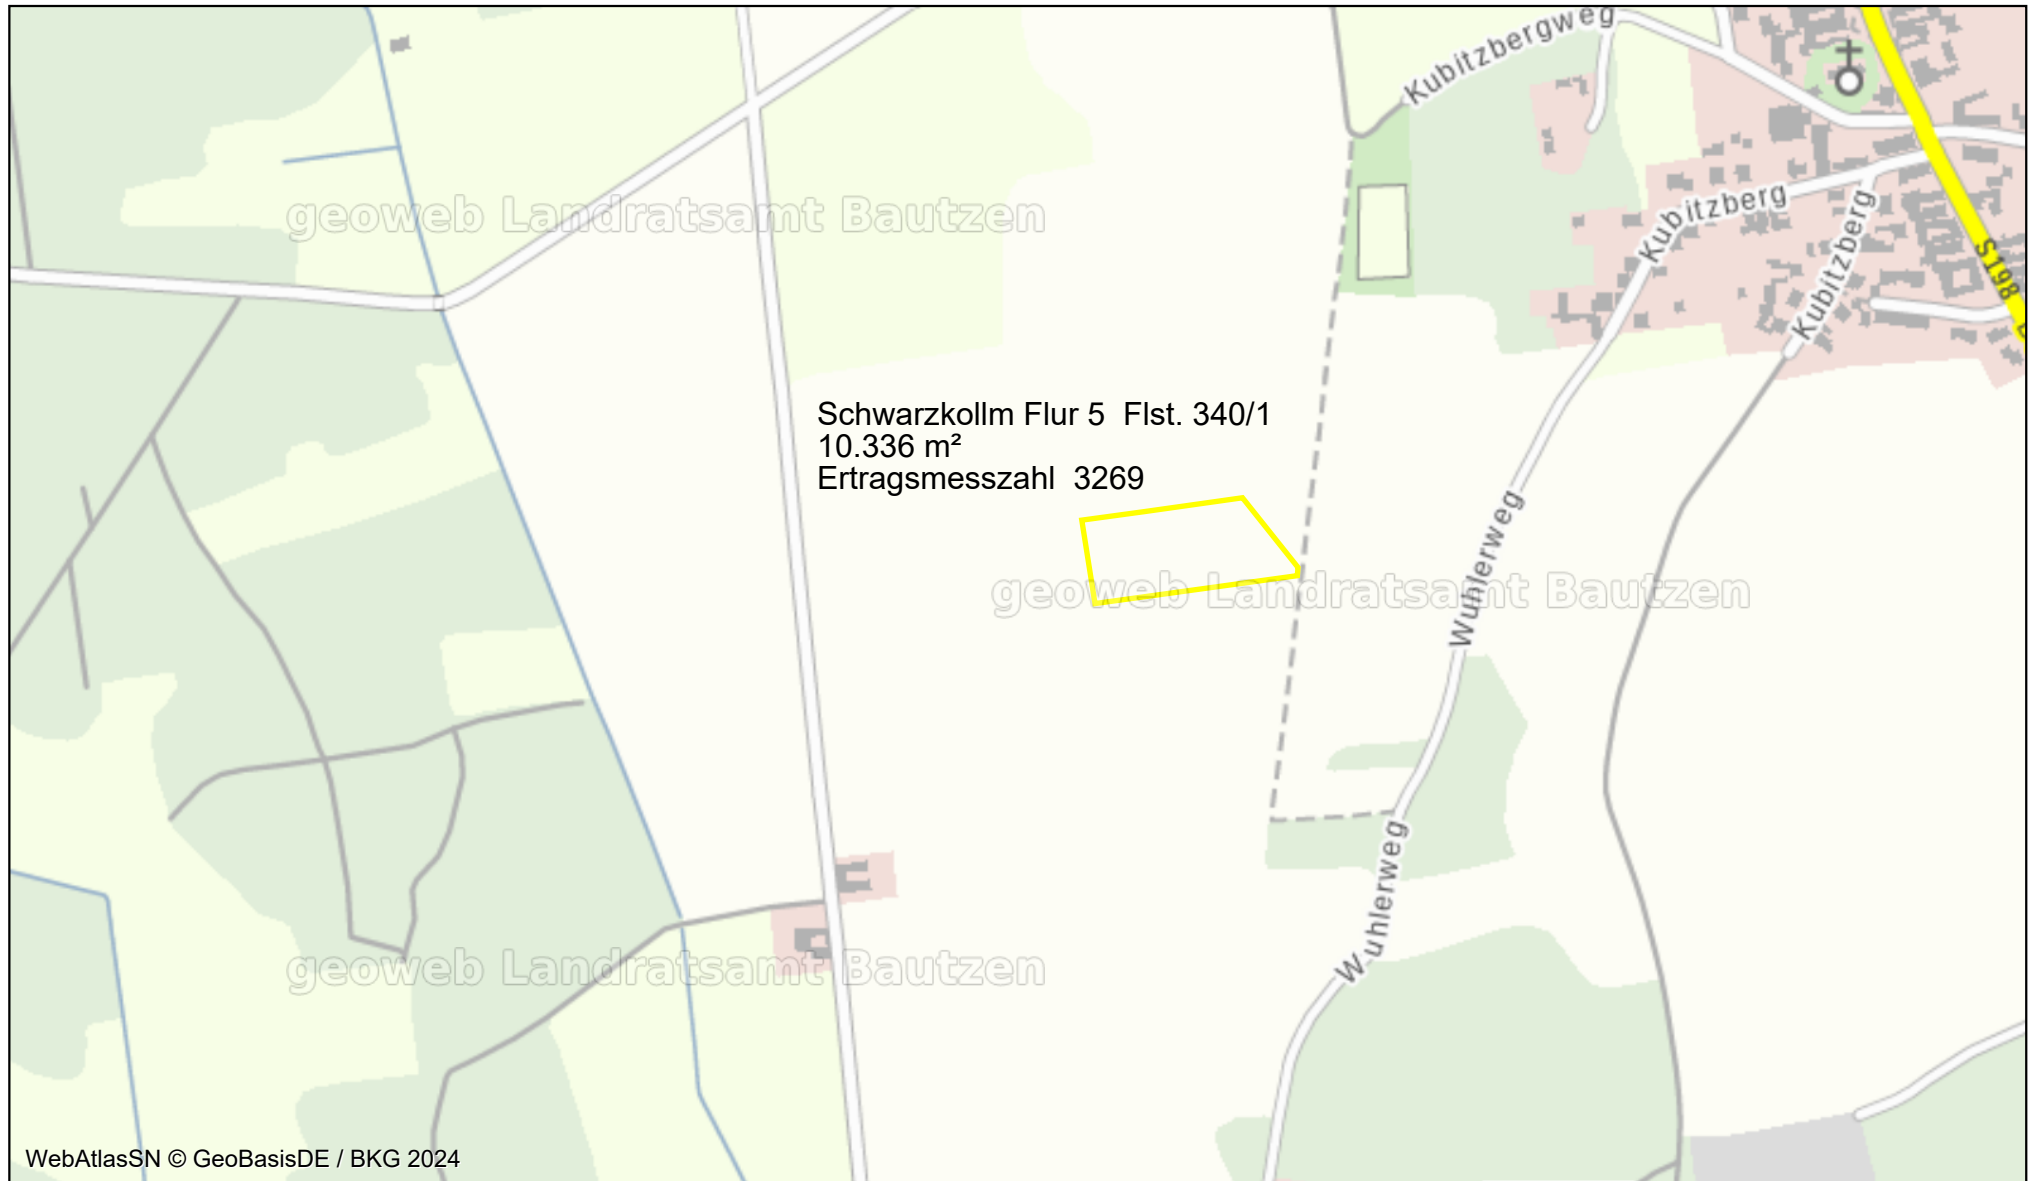 Kubitzbergweg
geoweb Landratsamt Bautzen
Kubitzberg
Kubitzberg
S198
Schwarzkollm Flur 5  Flst. 340/1
10.336 m²
Ertragsmesszahl  3269
geoweb Landratsamt Bautzen
Wuhlerweg
Wuhlerweg
geoweb Landratsamt Bautzen
WebAtlasSN © GeoBasisDE / BKG 2024